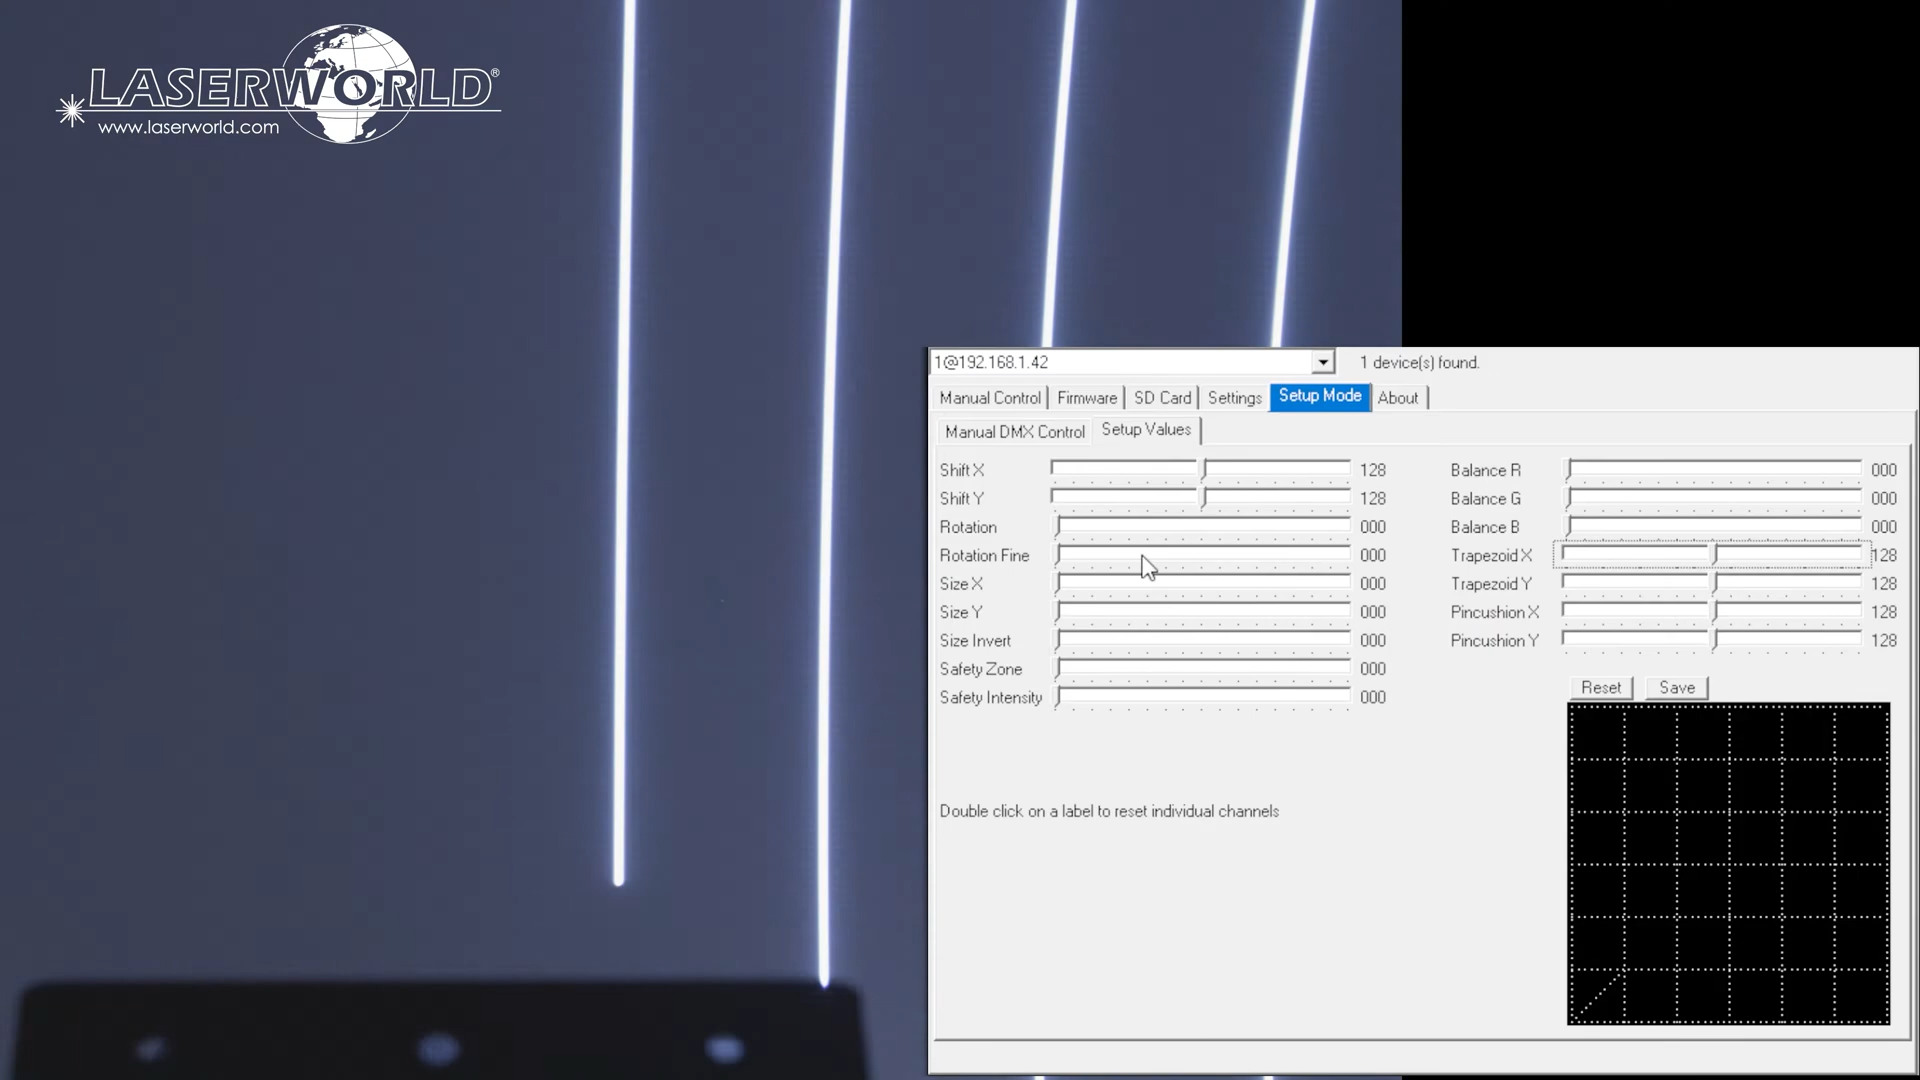 LASERWORLD®
www.laserworld.com
1@192.168.1.42
1 device(s) found.
Manual Control
Firmware
SD Card
Settings
Setup Mode
About
Manual DMX Control
Setup Values
Shift X 128
Shift Y 128
Rotation 000
Rotation Fine 000
Size X 000
Size Y 000
Size Invert 000
Safety Zone 000
Safety Intensity 000
Balance R 000
Balance G 000
Balance B 000
Trapezoid X 128
Trapezoid Y 128
Pincushion X 128
Pincushion Y 128
Reset
Save
Double click on a label to reset individual channels